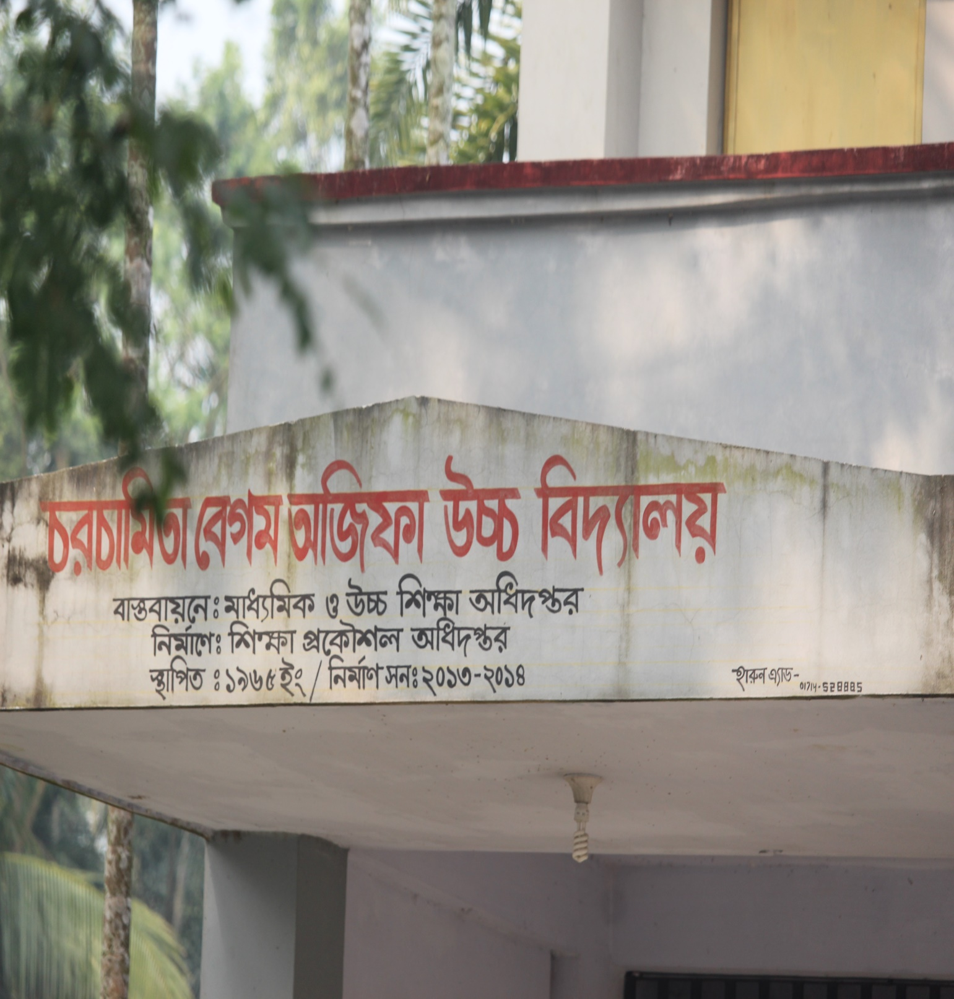 চরচামিতা বেগম অজিফা উচ্চ বিদ্যালয়
বাস্তবায়নে: মাধ্যমিক ও উচ্চ শিক্ষা অধিদপ্তর
নির্মাণে: শিক্ষা প্রকৌশল অধিদপ্তর
স্থাপিত : ১৯৬৫ইং / নির্মাণ সন: ২০১৩-২০১৪
হারুন এ্যাড-